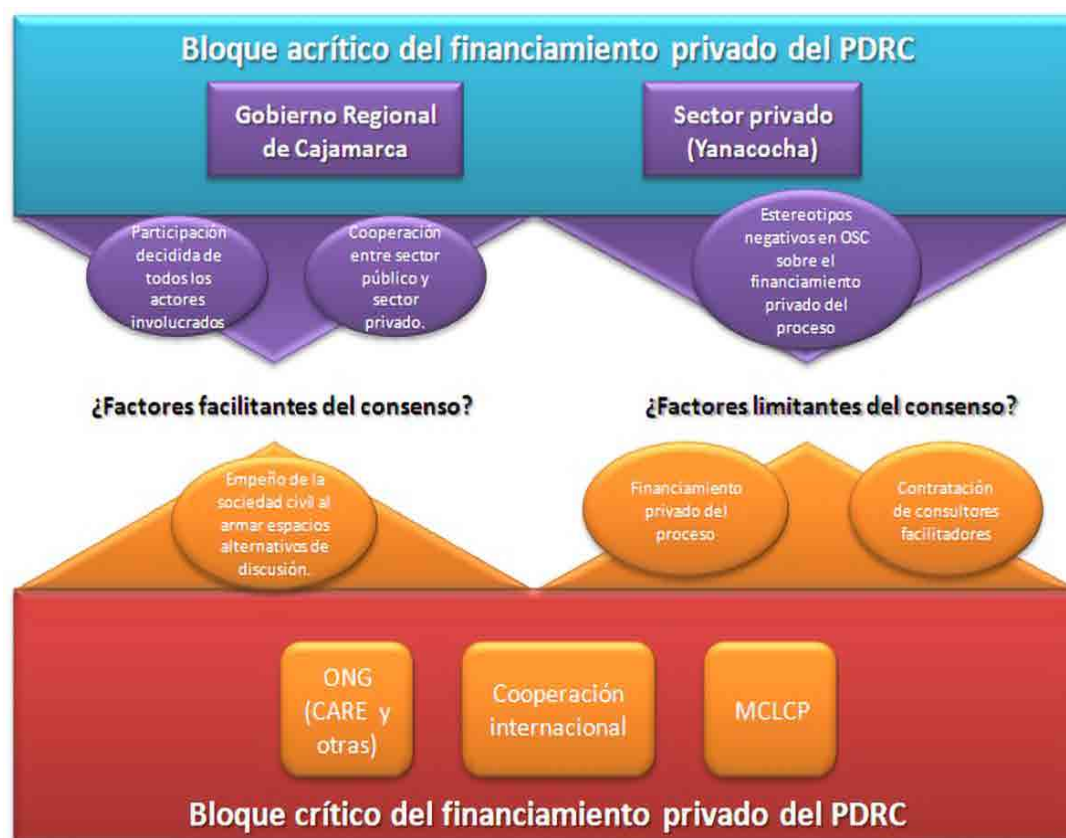 Bloque acrítico del financiamiento privado del PDRC
Gobierno Regional
de Cajamarca
Sector privado
(Yanacocha)
Participación
decidida de
todos los
actores
involucrados
Cooperación
entre sector
público y
sector
privado.
Estereotipos
negativos en OSC
sobre el
financiamiento
privado del
proceso
¿Factores facilitantes del consenso?
¿Factores limitantes del consenso?
Empeño de la
sociedad civil al
armar espacios
alternativos de
discusión.
Financiamiento
privado del
proceso
Contratación
de consultores
facilitadores
ONG
(CARE y
otras)
Cooperación
internacional
MCLCP
Bloque crítico del financiamiento privado del PDRC